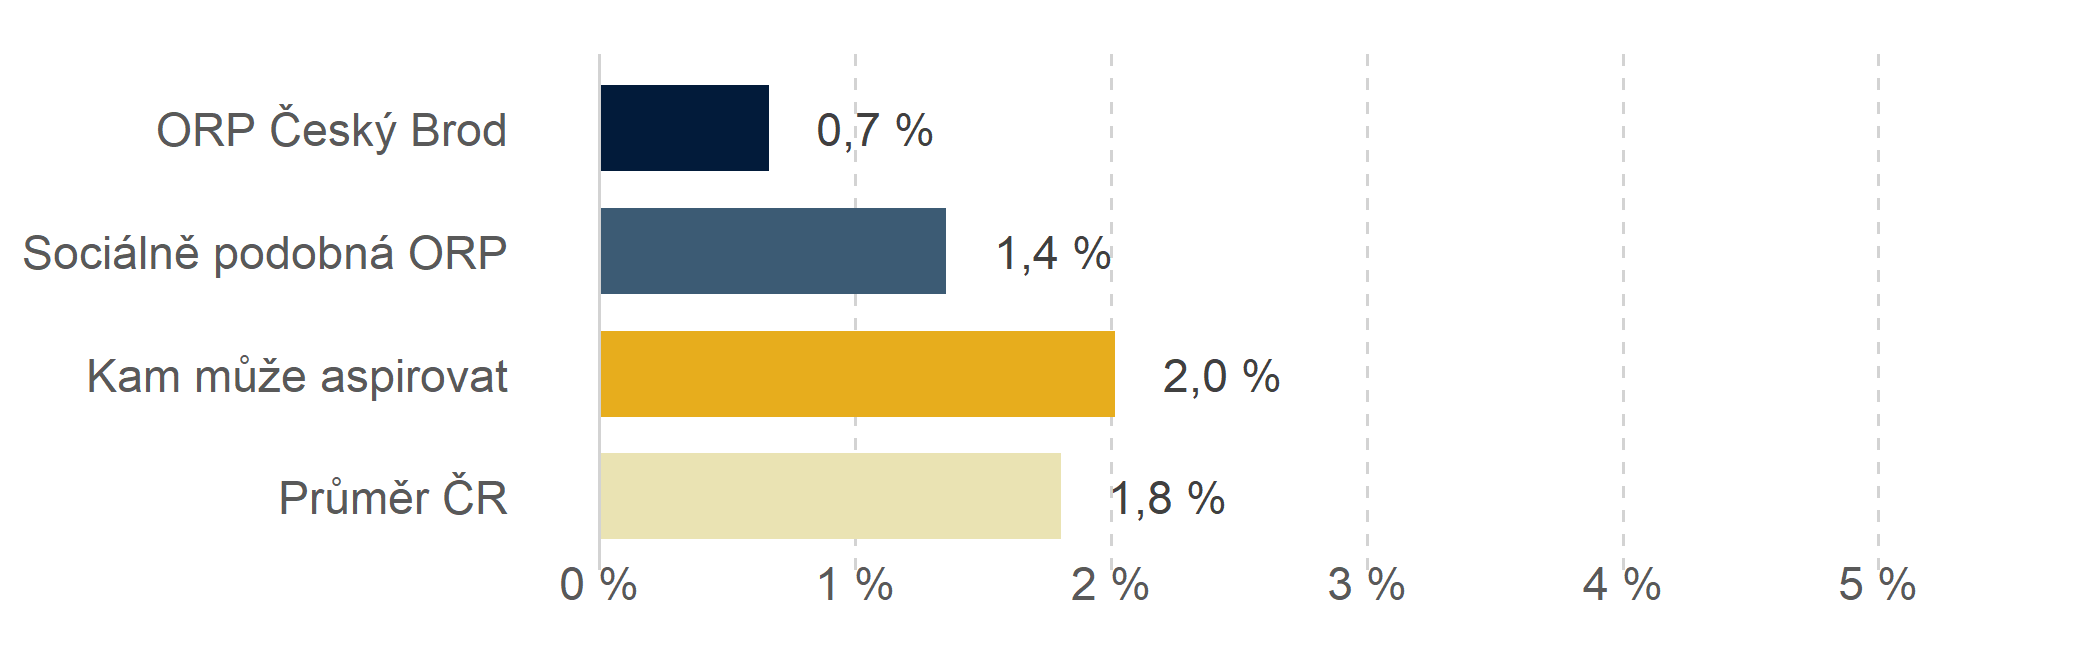 ORP Český Brod
0,7 %
Sociálně podobná ORP
1,4 %
Kam může aspirovat
2,0 %
Průměr ČR
1,8 %
0 % 1 % 2 % 3 % 4 % 5 %